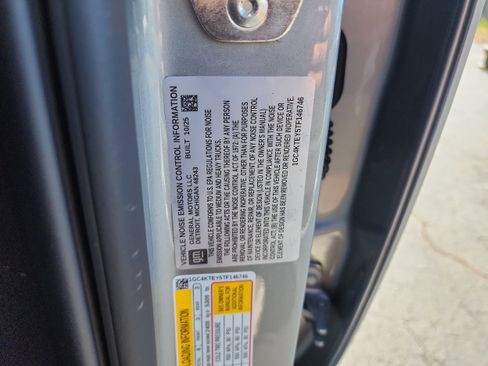 VEHICLE NOISE EMISSION CONTROL INFORMATION
GENERAL MOTORS LLC BUILT 10/25
DETROIT, MICHIGAN 48243
THIS VEHICLE CONFORMS TO U.S. EPA REGULATIONS FOR NOISE
EMISSION APPLICABLE TO MEDIUM AND HEAVY TRUCKS.
THE FOLLOWING ACTS OR THE CAUSING THEREOF BY ANY PERSON
ARE PROHIBITED BY THE NOISE CONTROL ACT OF 1972: (A) THE
REMOVAL OR RENDERING INOPERATIVE, OTHER THAN FOR PURPOSES
OF MAINTENANCE, REPAIR, OR REPLACEMENT, OF ANY NOISE CONTROL
DEVICE OR ELEMENT OF DESIGN (LISTED IN THE OWNER'S MANUAL)
INCORPORATED INTO THIS VEHICLE IN COMPLIANCE WITH THE NOISE
CONTROL ACT; (B) THE USE OF THIS VEHICLE AFTER SUCH DEVICE OR
ELEMENT OF DESIGN HAS BEEN REMOVED OR RENDERED INOPERATIVE.
gm
1GC4KTEY5TF146746
1GC4KTEY5TF146746
LOADING INFORMATION
SEE OWNER'S
MANUAL FOR
ADDITIONAL
INFORMATION
COLD TIRE PRESSURE